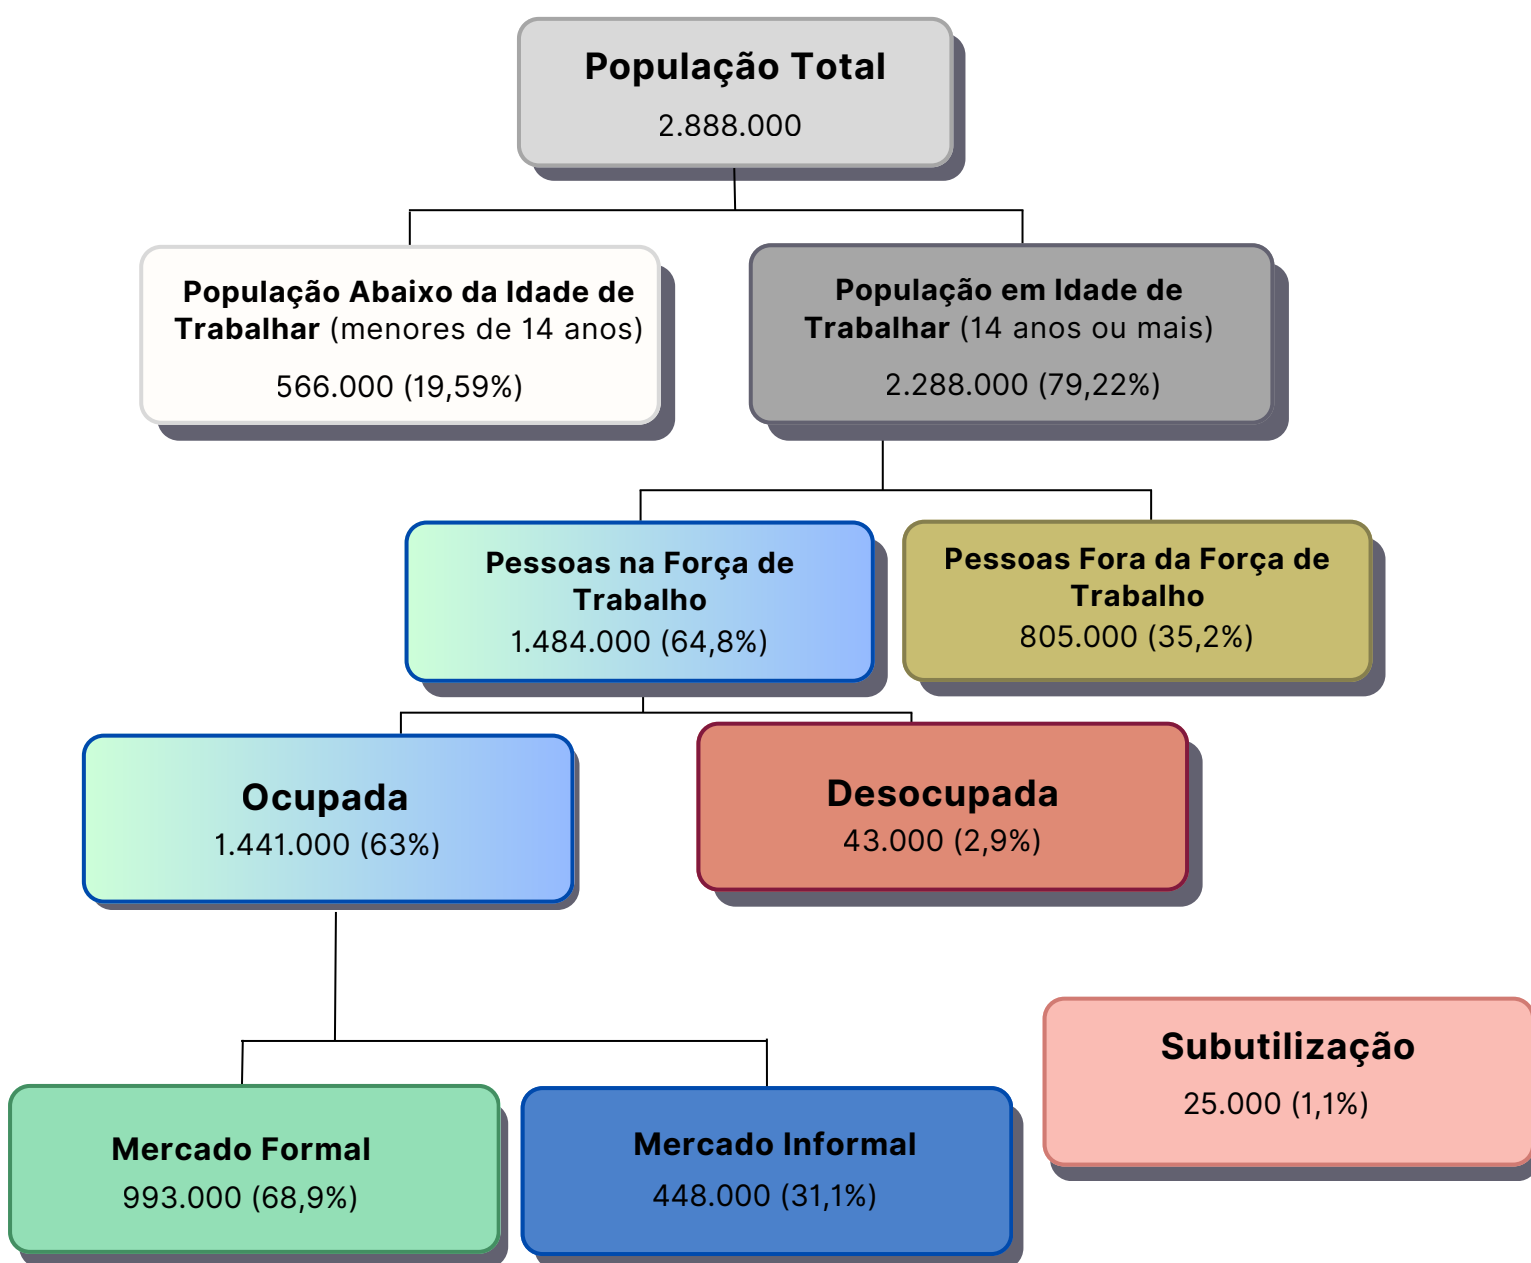 População Total
2.888.000
População Abaixo da Idade de
Trabalhar (menores de 14 anos)
566.000 (19,59%)
População em Idade de
Trabalhar (14 anos ou mais)
2.288.000 (79,22%)
Pessoas na Força de
Trabalho
1.484.000 (64,8%)
Pessoas Fora da Força de
Trabalho
805.000 (35,2%)
Ocupada
1.441.000 (63%)
Desocupada
43.000 (2,9%)
Subutilização
25.000 (1,1%)
Mercado Formal
993.000 (68,9%)
Mercado Informal
448.000 (31,1%)